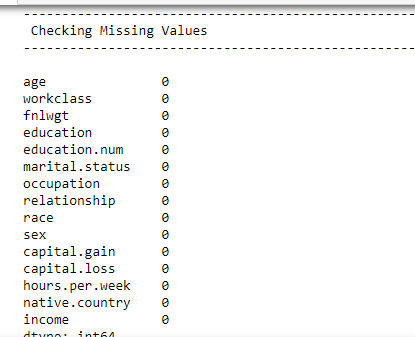 Checking Missing Values
age 0
workclass 0
fnlwgt 0
education 0
education.num 0
marital.status 0
occupation 0
relationship 0
race 0
sex 0
capital.gain 0
capital.loss 0
hours.per.week 0
native.country 0
income 0
dtype: int64